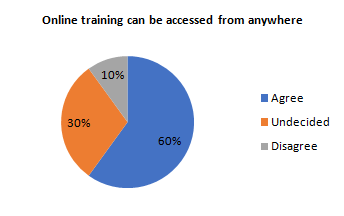 Online training can be accessed from anywhere
10%
30%
60%
Agree
Undecided
Disagree